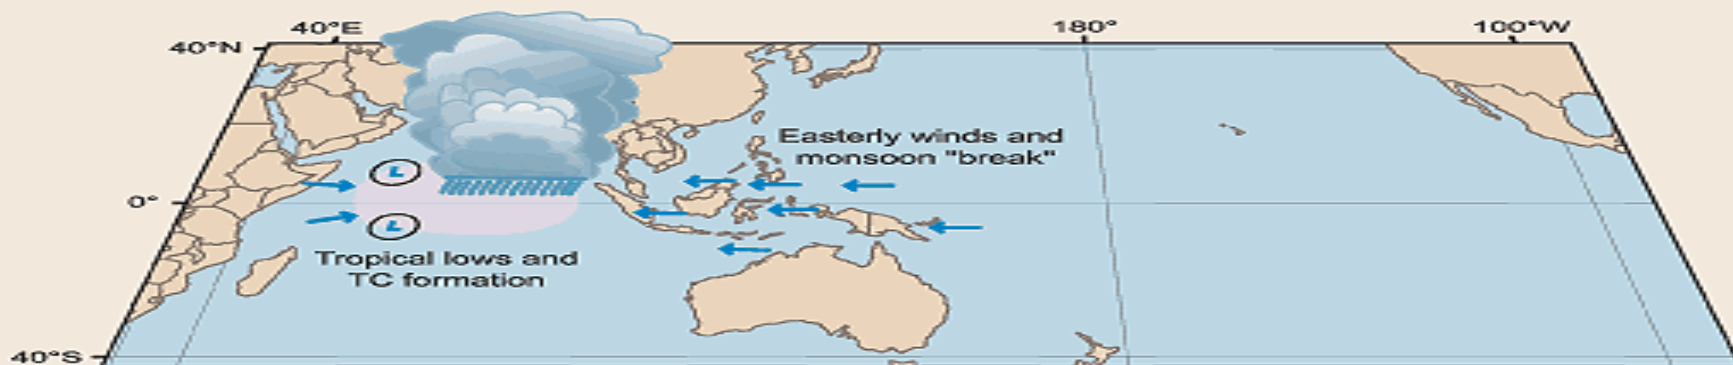 40°E
180°
100°W
40°N
Easterly winds and
monsoon "break"
0°
L
L
Tropical lows and
TC formation
40°S